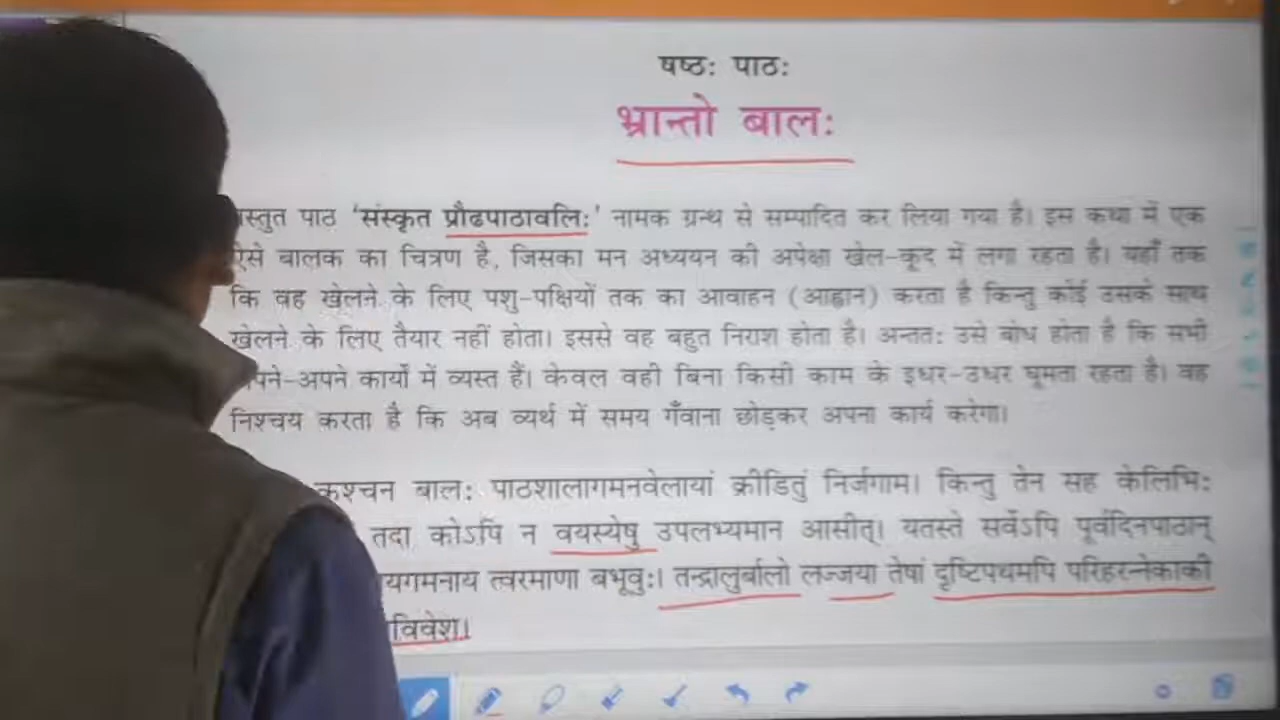 षष्ठः पाठः
भ्रान्तो बालः
पाठ 'संस्कृत प्रौढपाठावलिः' नामक ग्रन्थ से सम्पादित कर लिया गया है। इस कथा में एक
ऐसे बालक का चित्रण है, जिसका मन अध्ययन की अपेक्षा खेल-कूद में लगा रहता है। यहाँ तक
कि वह खेलने के लिए पशु-पक्षियों तक का आवाहन (आह्वान) करता है किन्तु कोई उसके साथ
खेलने के लिए तैयार नहीं होता। इससे वह बहुत निराश होता है। अन्ततः उसे बोध होता है कि सभी
अपने कार्यों में व्यस्त हैं। केवल वही बिना किसी काम के इधर-उधर घूमता रहता है। वह
निश्चय करता है कि अब व्यर्थ में समय गँवाना छोड़कर अपना कार्य करेगा।
कश्चन बालः पाठशालागमनवेलायां क्रीडितुं निर्जगाम। किन्तु तेन सह केलिभिः
तदा कोऽपि न वयस्येषु उपलभ्यमान आसीत्। यतस्ते सर्वेऽपि पूर्वदिनपाठान्
त्वरमाणा बभूवुः। तन्द्रालुर्बालो लज्जया तेषां दृष्टिपथमपि परिहरन्नेकाकी
विवेश।